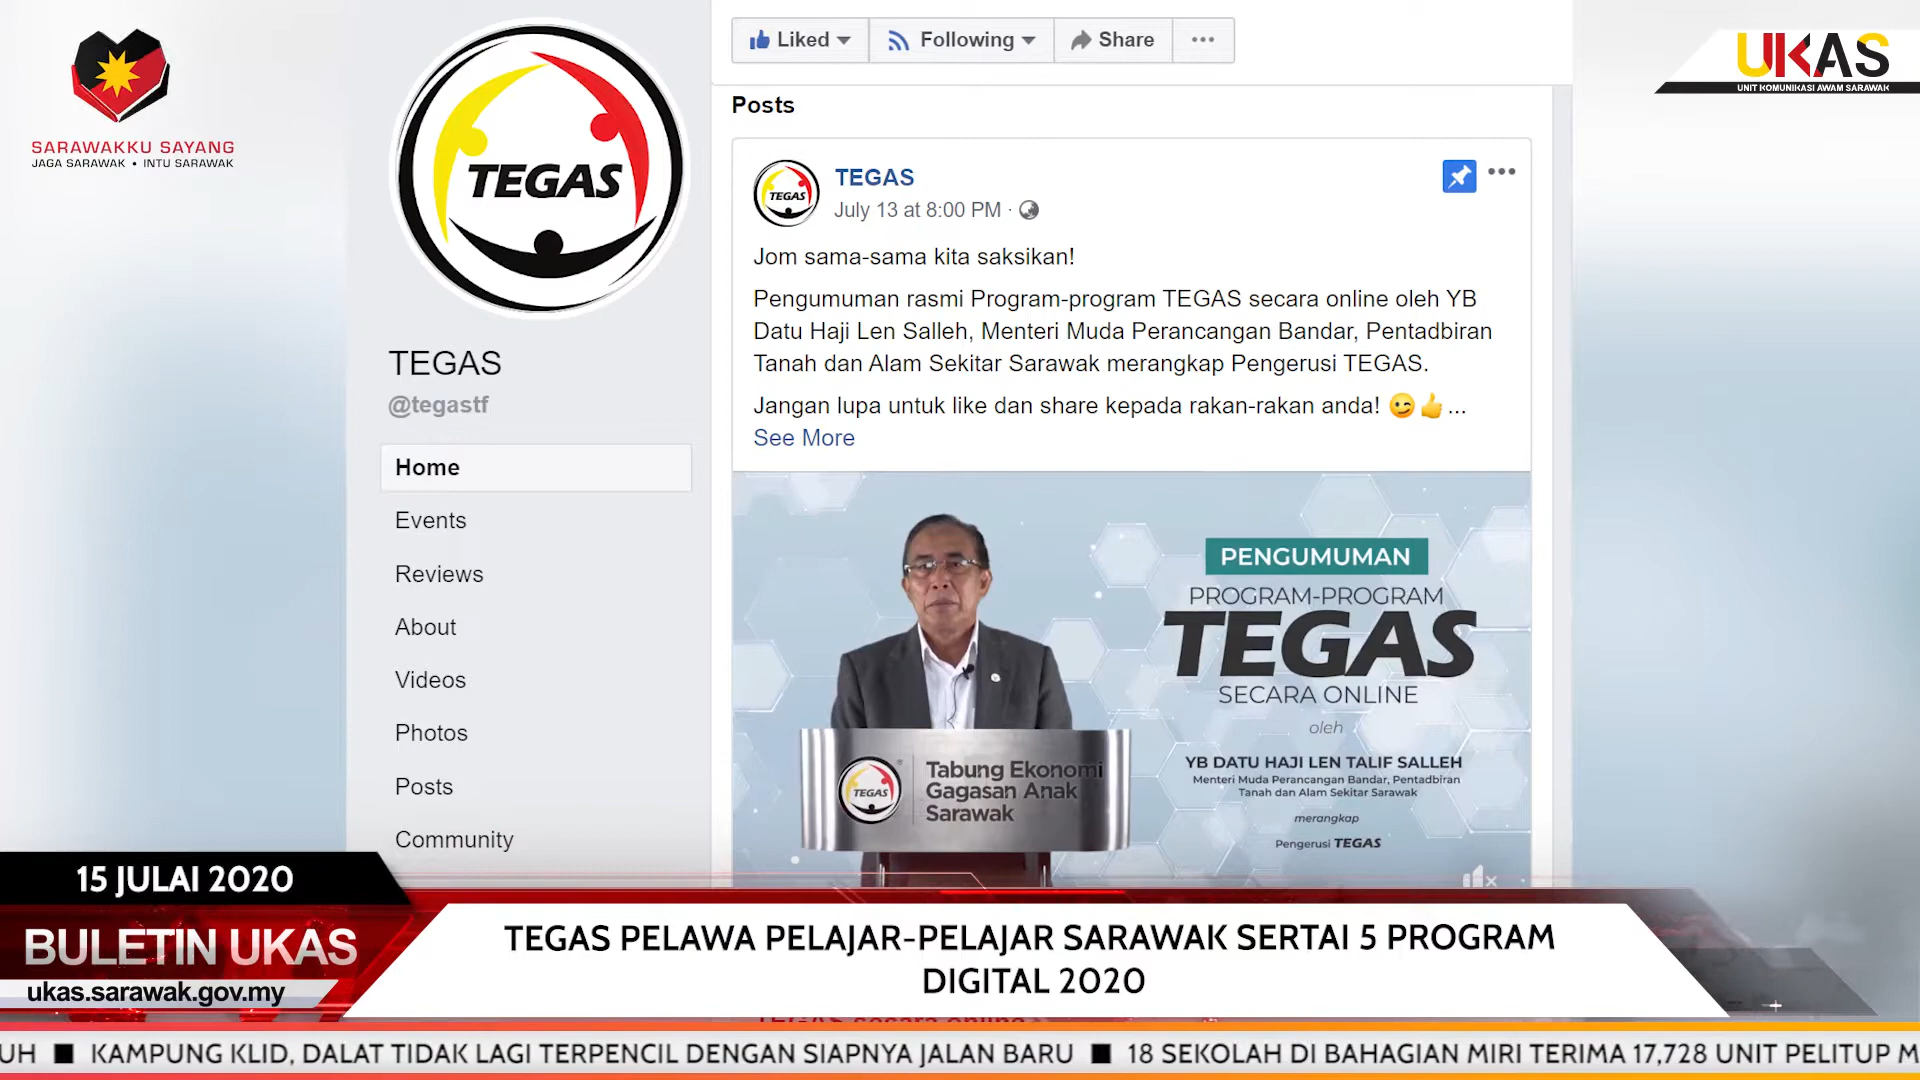 SARAWAKKU SAYANG
JAGA SARAWAK • INTU SARAWAK
TEGAS
TEGAS
@tegastf
Home
Events
Reviews
About
Videos
Photos
Posts
Community
Liked
Following
Share
Posts
TEGAS
TEGAS
July 13 at 8:00 PM ·
Jom sama-sama kita saksikan!
Pengumuman rasmi Program-program TEGAS secara online oleh YB
Datu Haji Len Salleh, Menteri Muda Perancangan Bandar, Pentadbiran
Tanah dan Alam Sekitar Sarawak merangkap Pengerusi TEGAS.
Jangan lupa untuk like dan share kepada rakan-rakan anda! 😉👍...
See More
PENGUMUMAN
PROGRAM-PROGRAM
TEGAS
SECARA ONLINE
oleh
YB DATU HAJI LEN TALIF SALLEH
Menteri Muda Perancangan Bandar, Pentadbiran
Tanah dan Alam Sekitar Sarawak
merangkap
Pengerusi TEGAS
TEGAS
Tabung Ekonomi
Gagasan Anak
Sarawak
UKAS
UNIT KOMUNIKASI AWAM SARAWAK
15 JULAI 2020
BULETIN UKAS
ukas.sarawak.gov.my
TEGAS PELAWA PELAJAR-PELAJAR SARAWAK SERTAI 5 PROGRAM
DIGITAL 2020
TEGAS secara online
UH ■ KAMPUNG KLID, DALAT TIDAK LAGI TERPENCIL DENGAN SIAPNYA JALAN BARU ■ 18 SEKOLAH DI BAHAGIAN MIRI TERIMA 17,728 UNIT PELITUP M